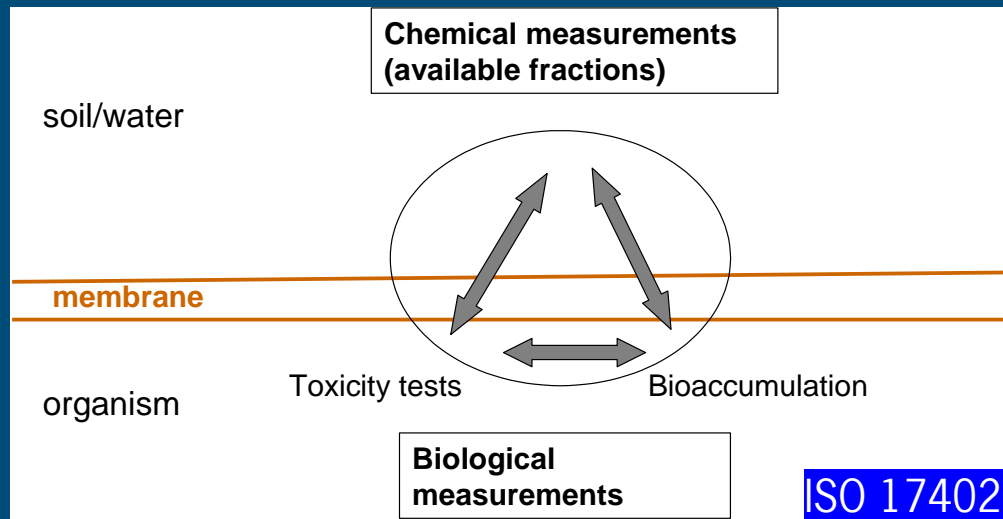 Chemical measurements
(available fractions)
soil/water
membrane
Toxicity tests
Bioaccumulation
organism
Biological
measurements
ISO 17402